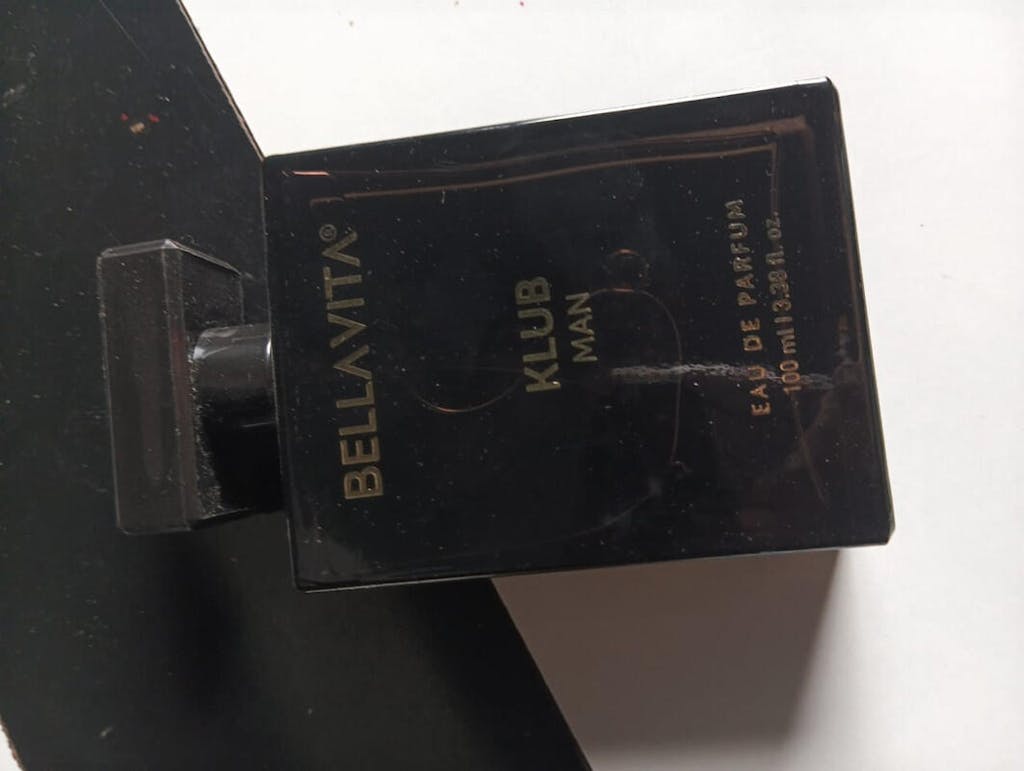 BELLAVITA®
KLUB
MAN
EAU DE PARFUM
100 ml | 3.38 fl. oz.